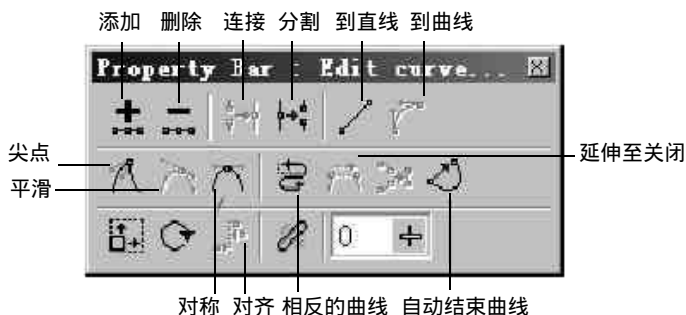 添加 删除 连接 分割 到直线 到曲线
Property Bar : Edit curve...
尖点
延伸至关闭
平滑
0
对称 对齐 相反的曲线 自动结束曲线